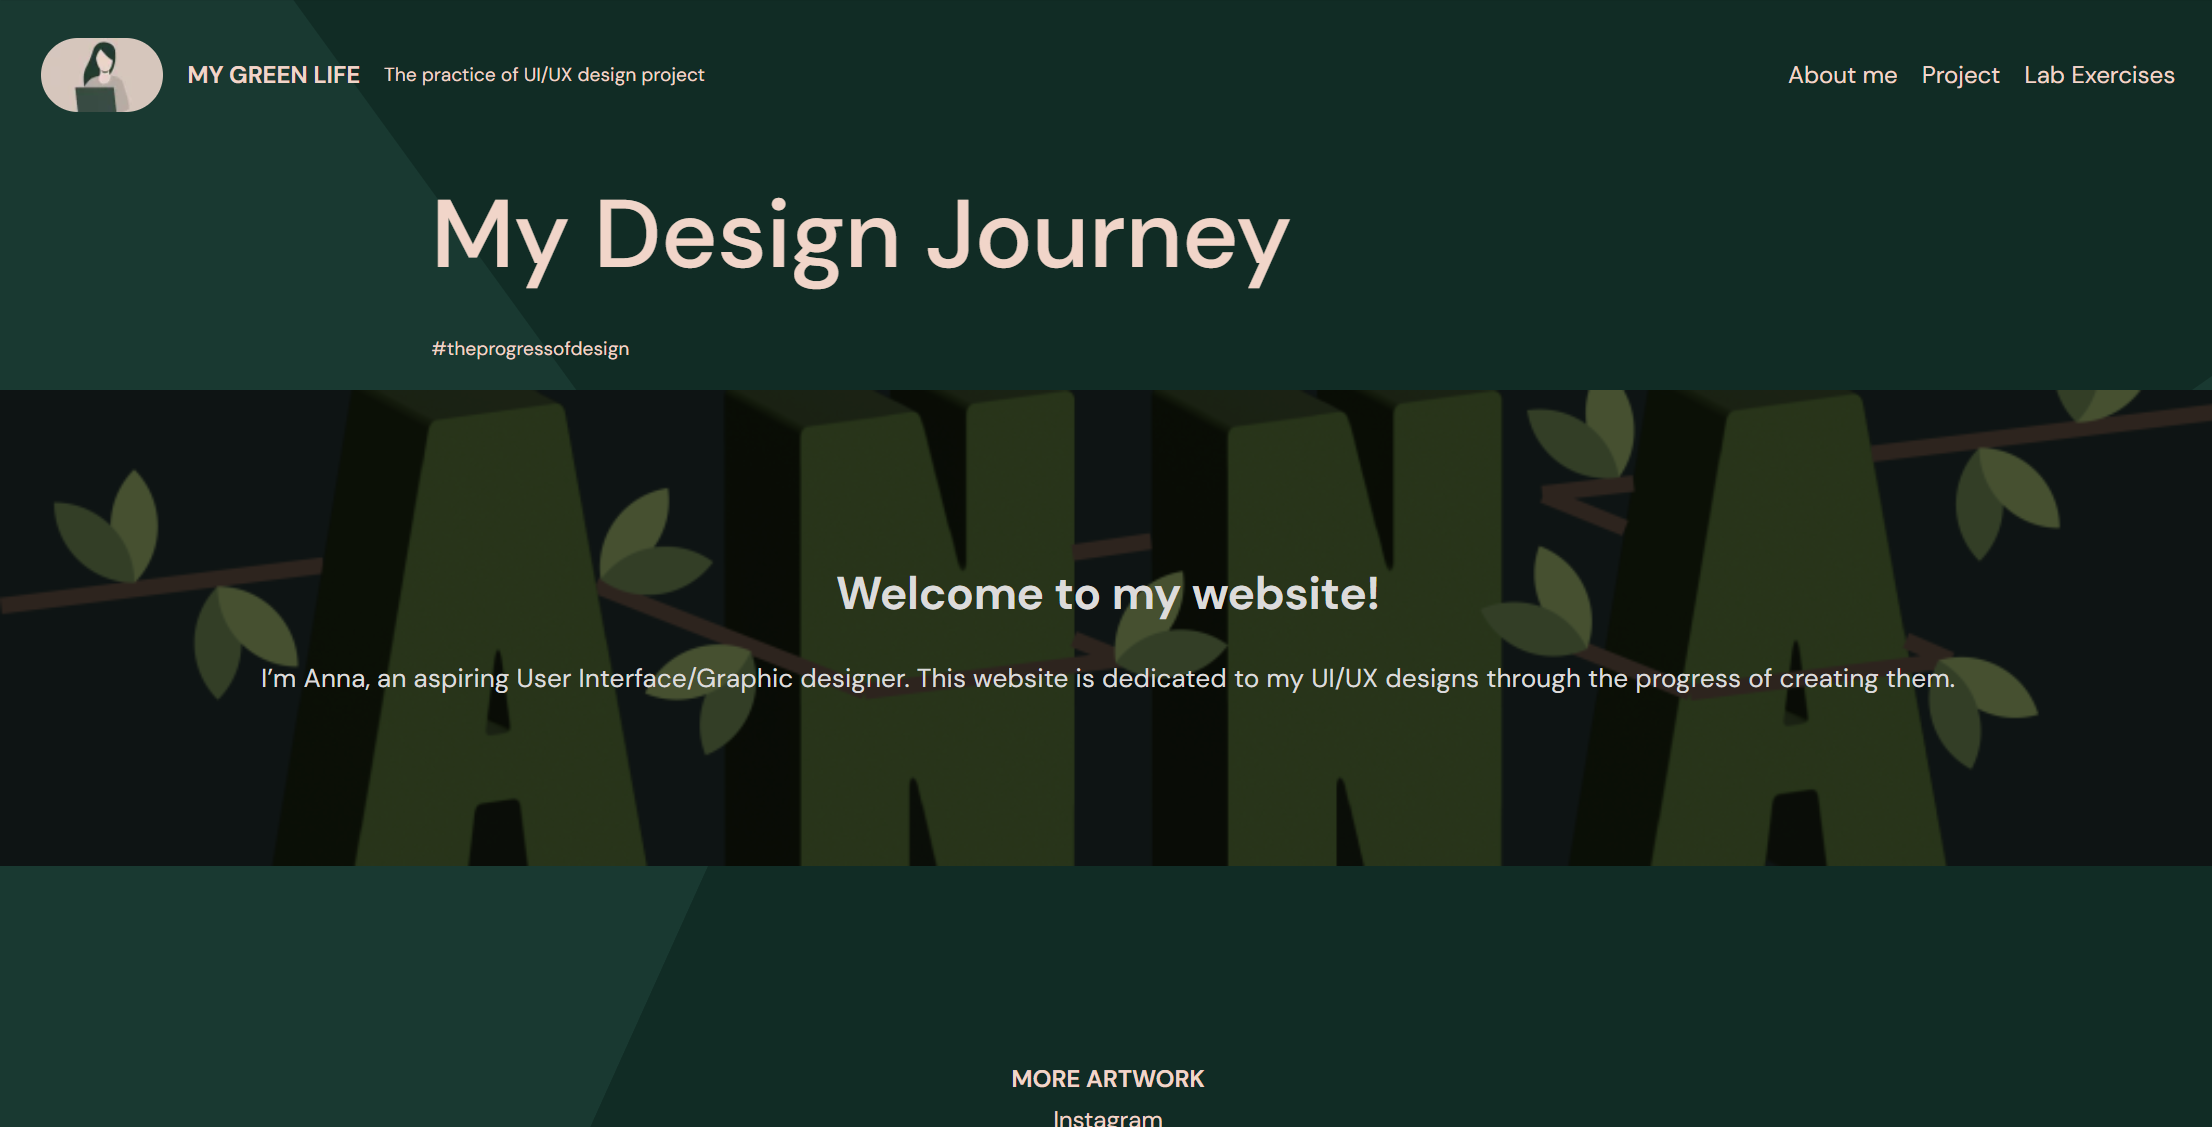 MY GREEN LIFE The practice of UI/UX design project About me Project Lab Exercises
My Design Journey
#theprogressofdesign
ANNA
Welcome to my website!
I’m Anna, an aspiring User Interface/Graphic designer. This website is dedicated to my UI/UX designs through the progress of creating them.
MORE ARTWORK
Instagram